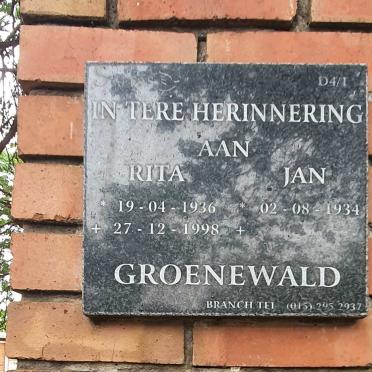 D4/1
IN TERE HERINNERING
AAN
RITA JAN
* 19 - 04 - 1936 * 02 - 08 - 1934
+ 27 - 12 - 1998 +
GROENEWALD
BRANCH TEL (015) 295 2937